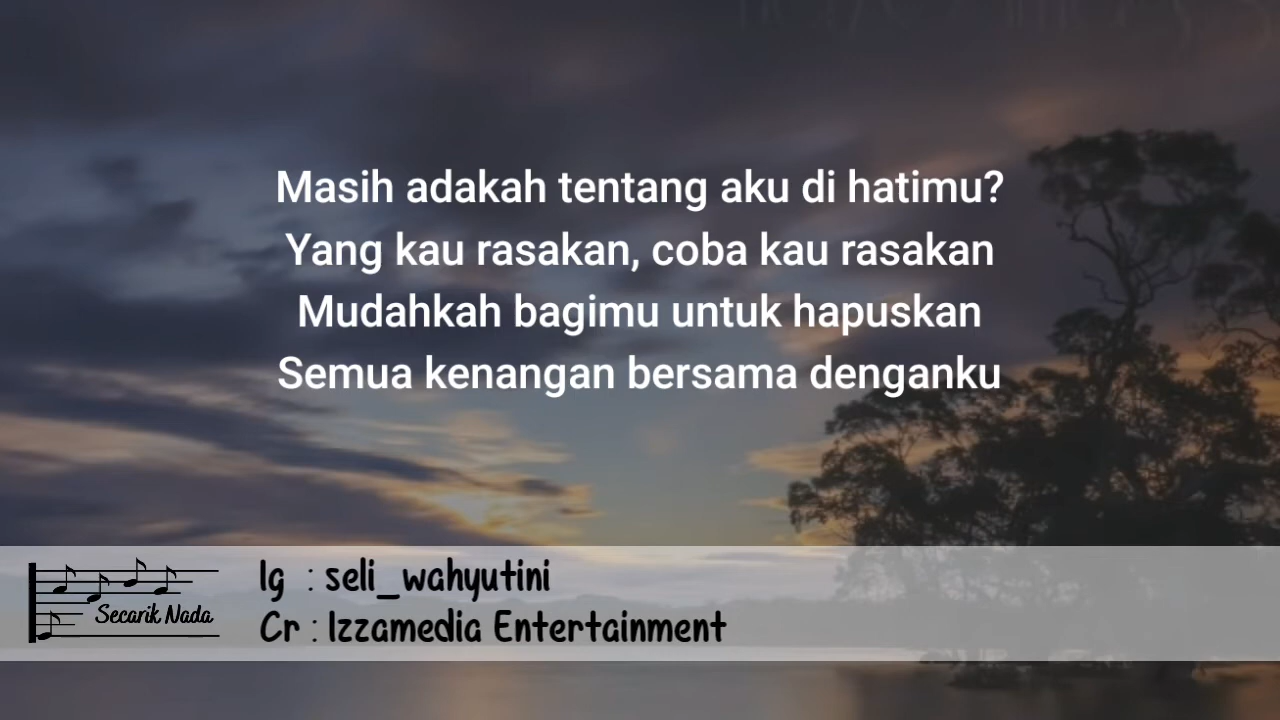 Masih adakah tentang aku di hatimu?
Yang kau rasakan, coba kau rasakan
Mudahkah bagimu untuk hapuskan
Semua kenangan bersama denganku
Secarik Nada
Ig : seli_wahyutini
Cr : Izzamedia Entertainment